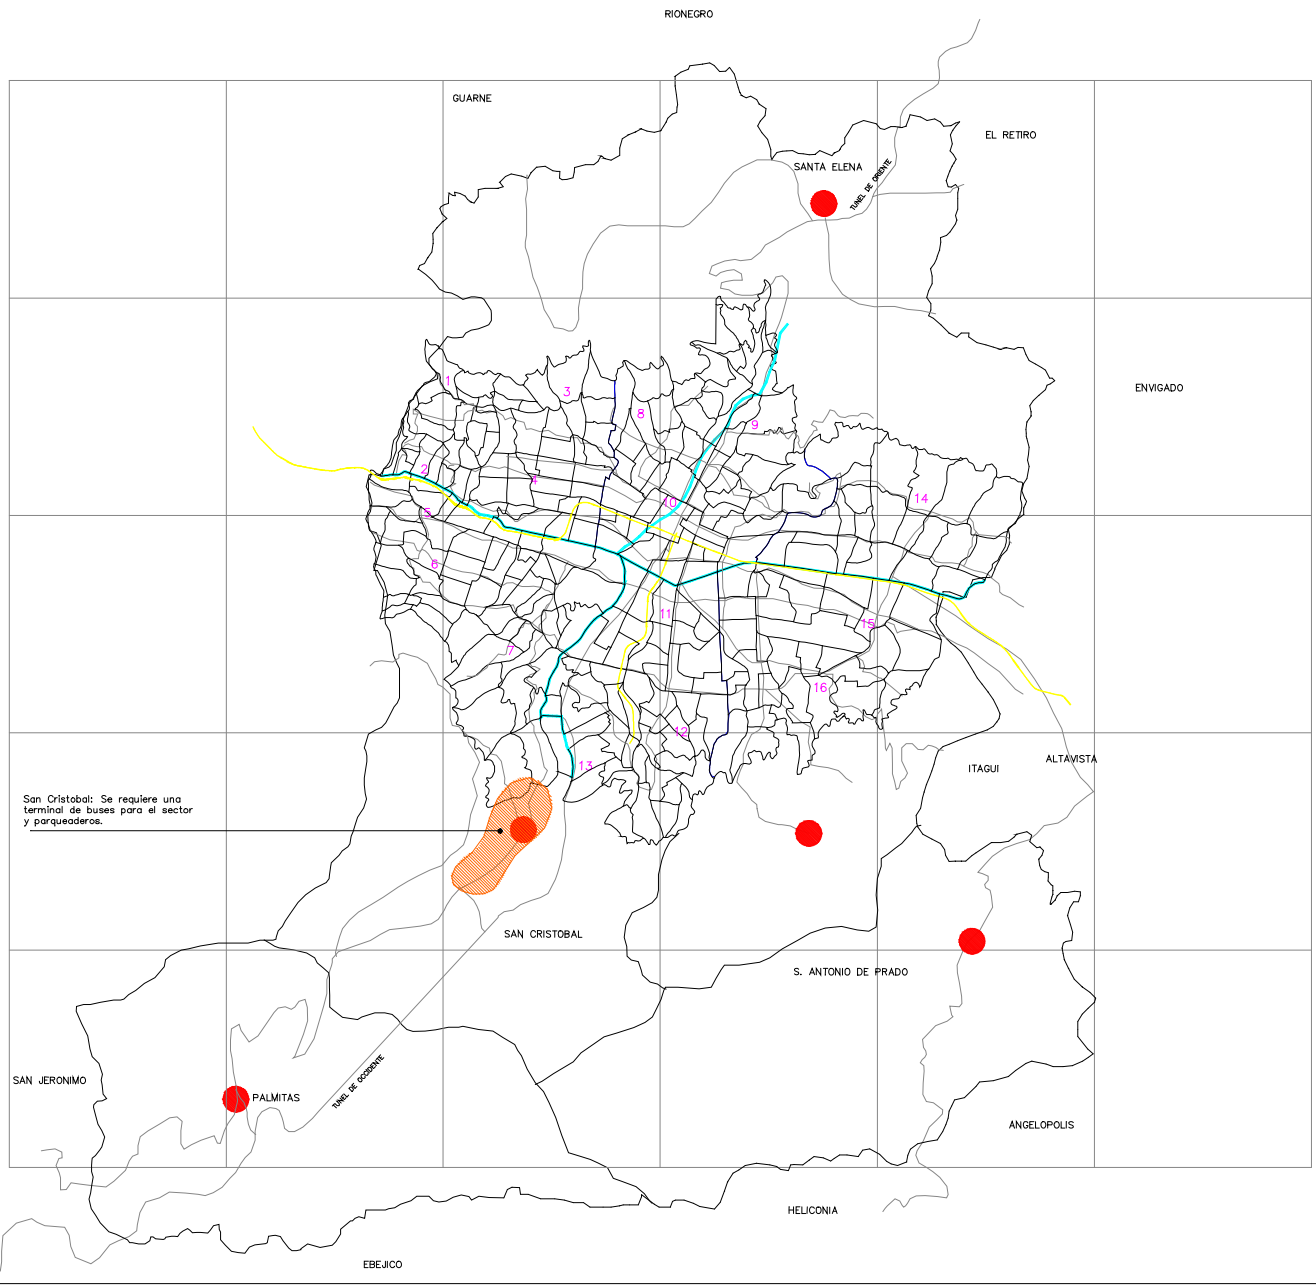 RIONEGRO
GUARNE
EL RETIRO
SANTA ELENA
TUNEL DE ORIENTE
ENVIGADO
1
3
8
9
2
4
10
14
5
6
11
15
7
16
12
13
ITAGUI
ALTAVISTA
San Cristobal: Se requiere una
terminal de buses para el sector
y parqueaderos.
SAN CRISTOBAL
S. ANTONIO DE PRADO
SAN JERONIMO
PALMITAS
TUNEL DE OCCIDENTE
ANGELOPOLIS
HELICONIA
EBEJICO